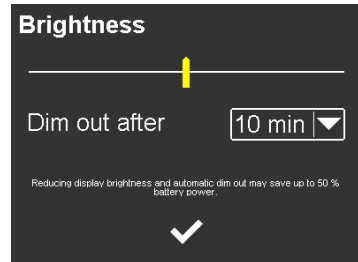 Brightness
Dim out after
10 min
Reducing display brightness and automatic dim out may save up to 50 %
battery power.